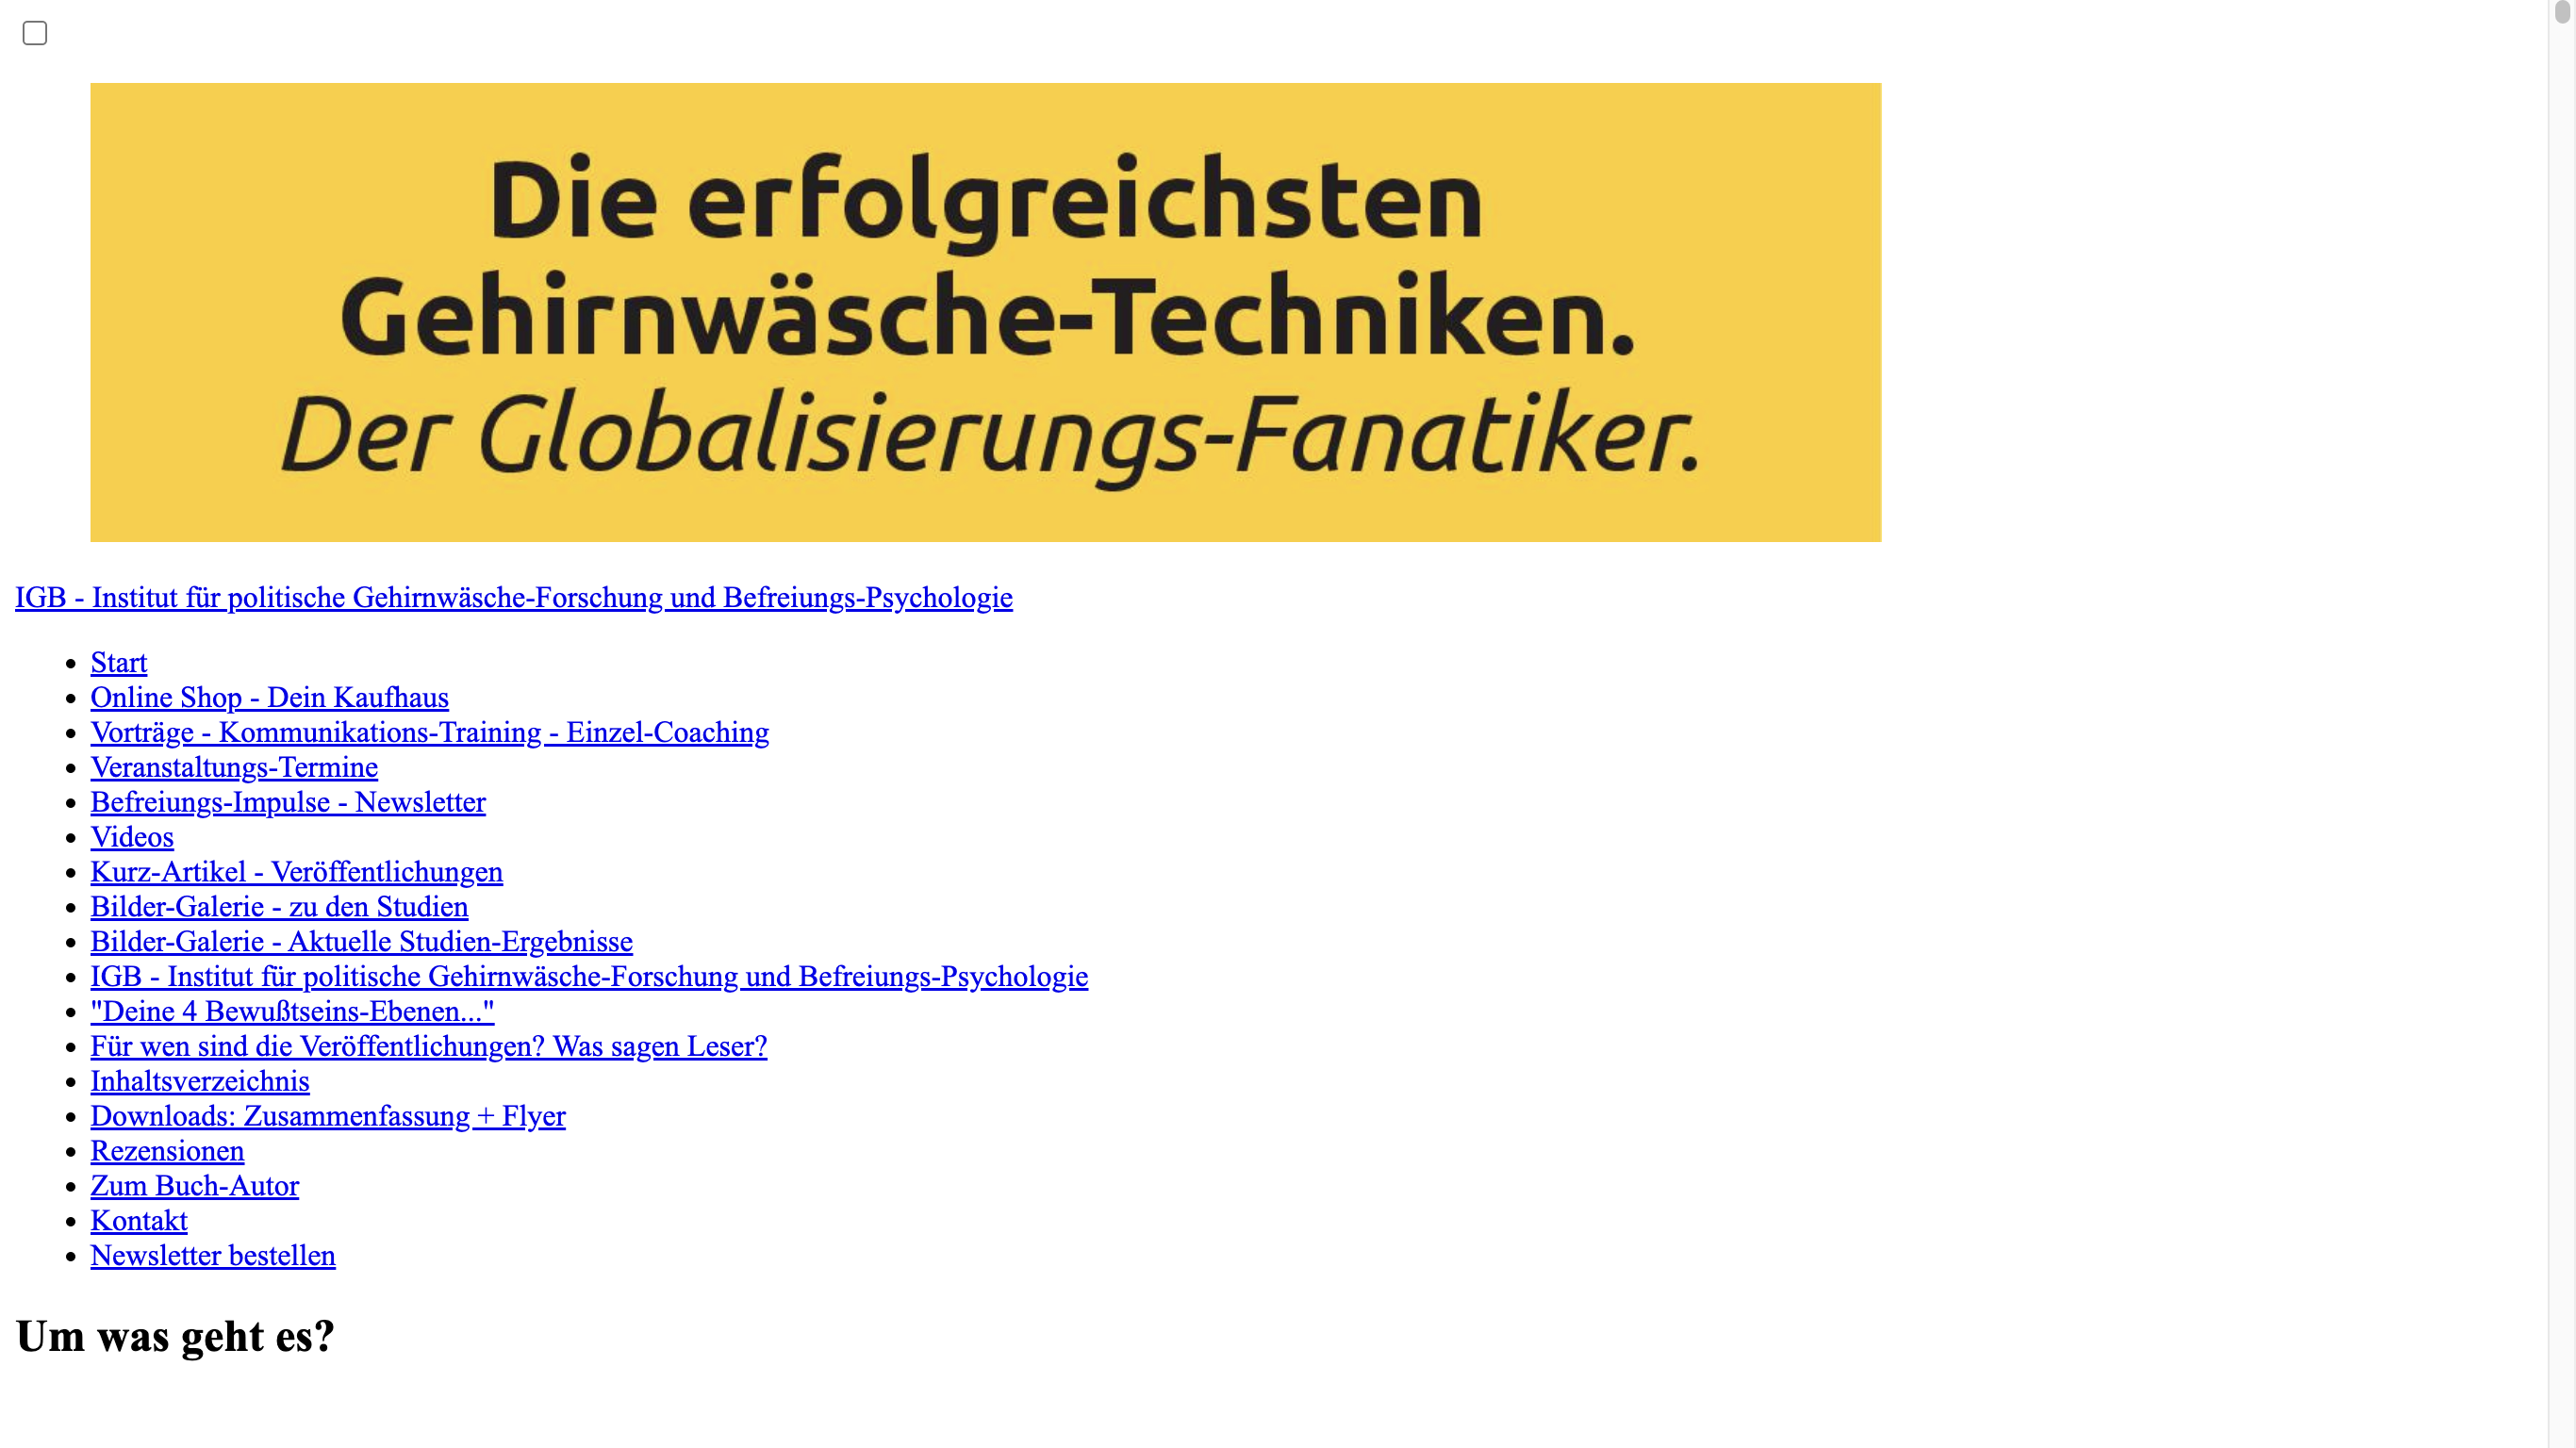 Die erfolgreichsten
Gehirnwäsche-Techniken.
Der Globalisierungs-Fanatiker.
IGB - Institut für politische Gehirnwäsche-Forschung und Befreiungs-Psychologie
Start
Online Shop - Dein Kaufhaus
Vorträge - Kommunikations-Training - Einzel-Coaching
Veranstaltungs-Termine
Befreiungs-Impulse - Newsletter
Videos
Kurz-Artikel - Veröffentlichungen
Bilder-Galerie - zu den Studien
Bilder-Galerie - Aktuelle Studien-Ergebnisse
IGB - Institut für politische Gehirnwäsche-Forschung und Befreiungs-Psychologie
"Deine 4 Bewußtseins-Ebenen..."
Für wen sind die Veröffentlichungen? Was sagen Leser?
Inhaltsverzeichnis
Downloads: Zusammenfassung + Flyer
Rezensionen
Zum Buch-Autor
Kontakt
Newsletter bestellen
Um was geht es?